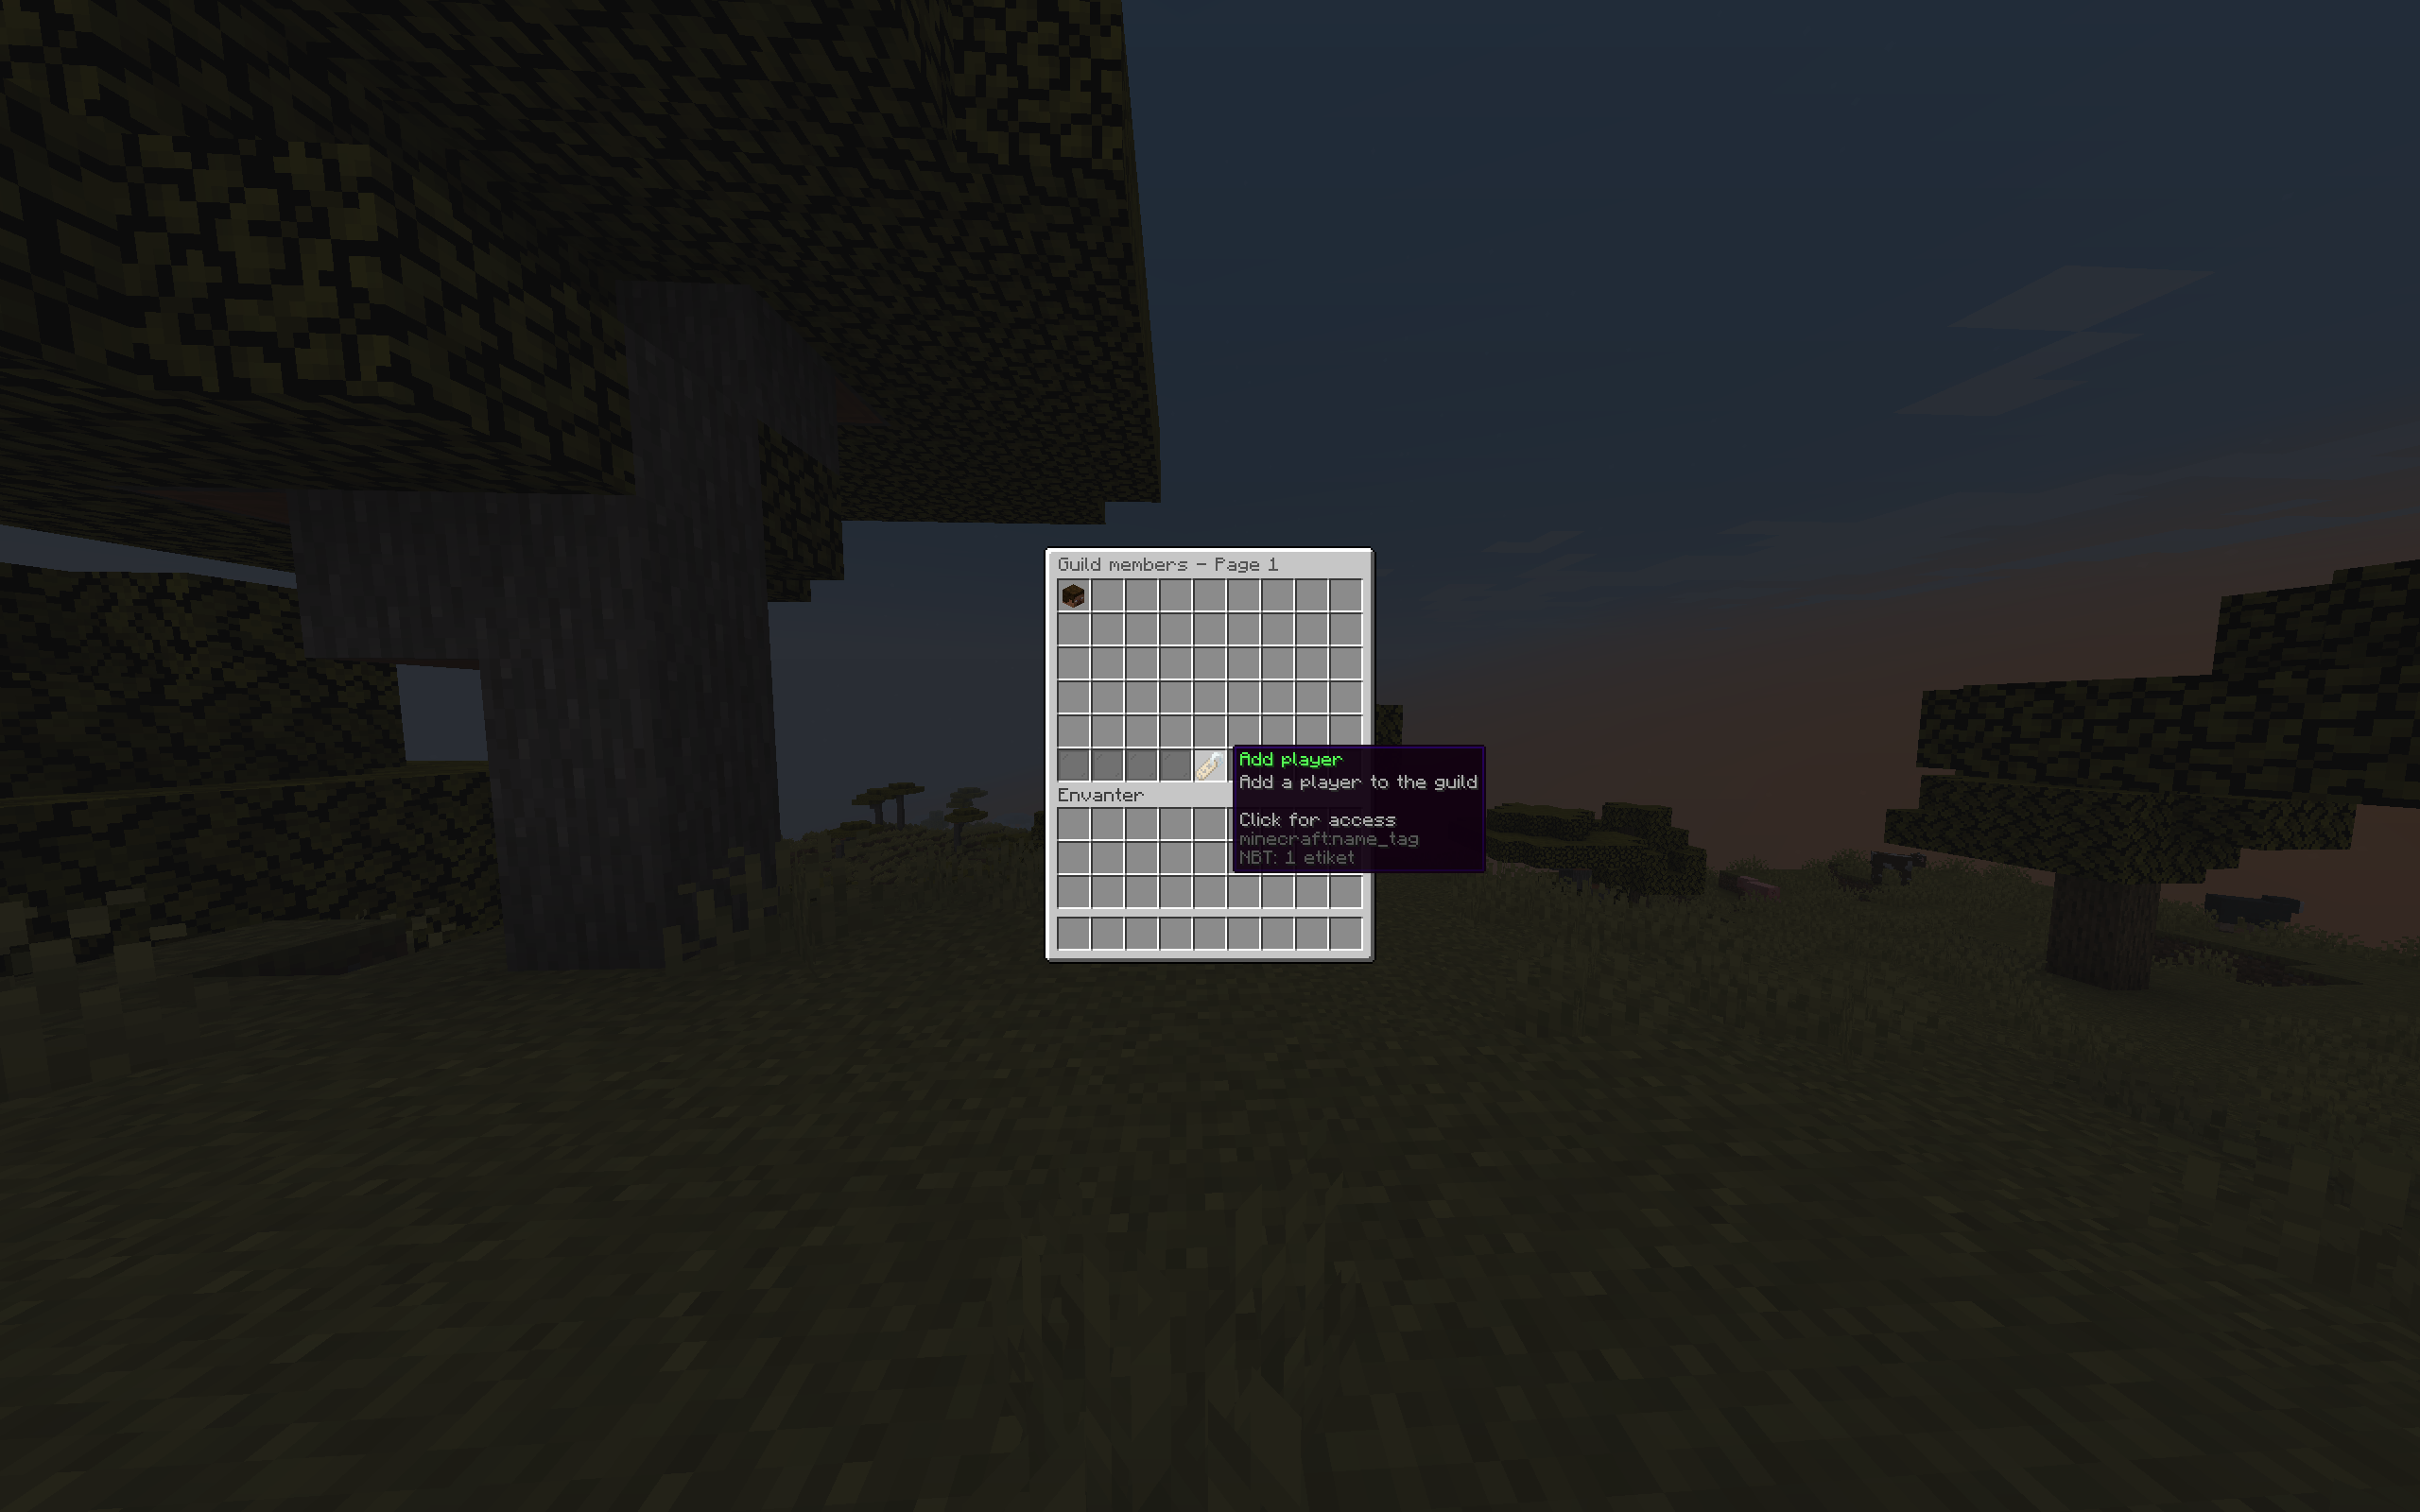 Guild members - Page 1
Add player
Add a player to the guild
Envanter
Click for access
minecraft:name_tag
NBT: 1 etiket